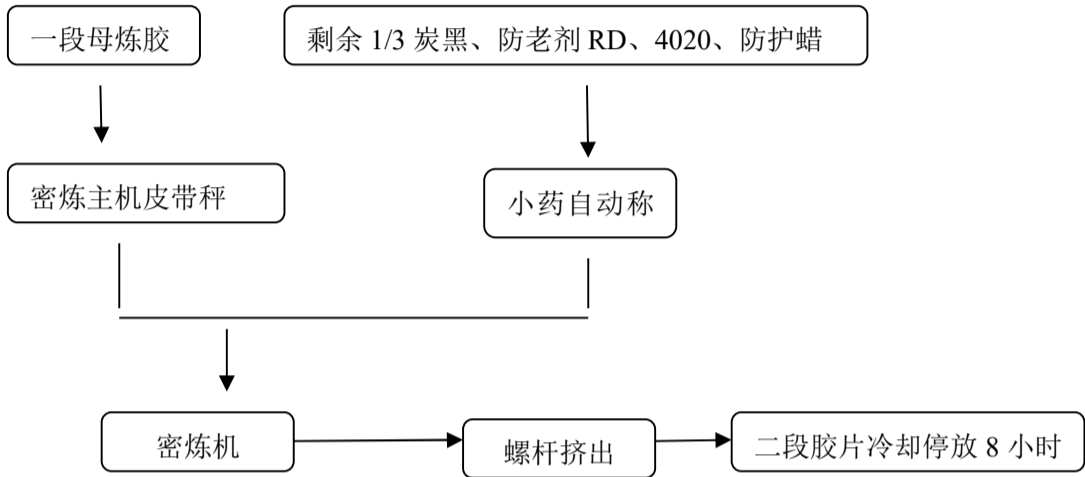 一段母炼胶
剩余 1/3 炭黑、防老剂 RD、4020、防护蜡
密炼主机皮带秤
小药自动称
密炼机
螺杆挤出
二段胶片冷却停放 8 小时